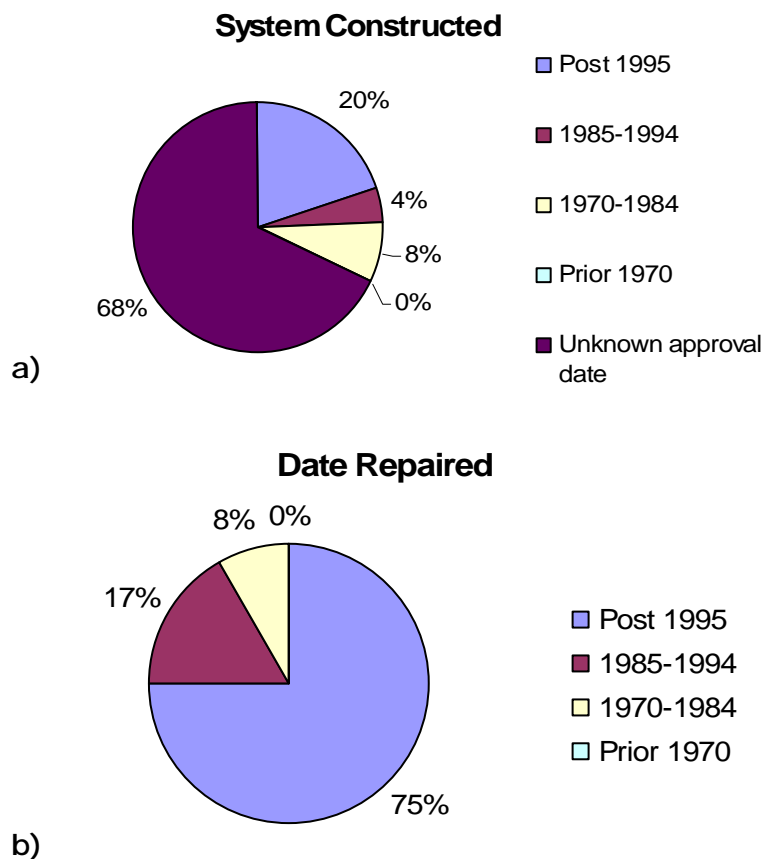 System Constructed
20%
4%
8%
0%
68%
Post 1995
1985-1994
1970-1984
Prior 1970
Unknown approval
date
a)
Date Repaired
8%
0%
17%
75%
Post 1995
1985-1994
1970-1984
Prior 1970
b)